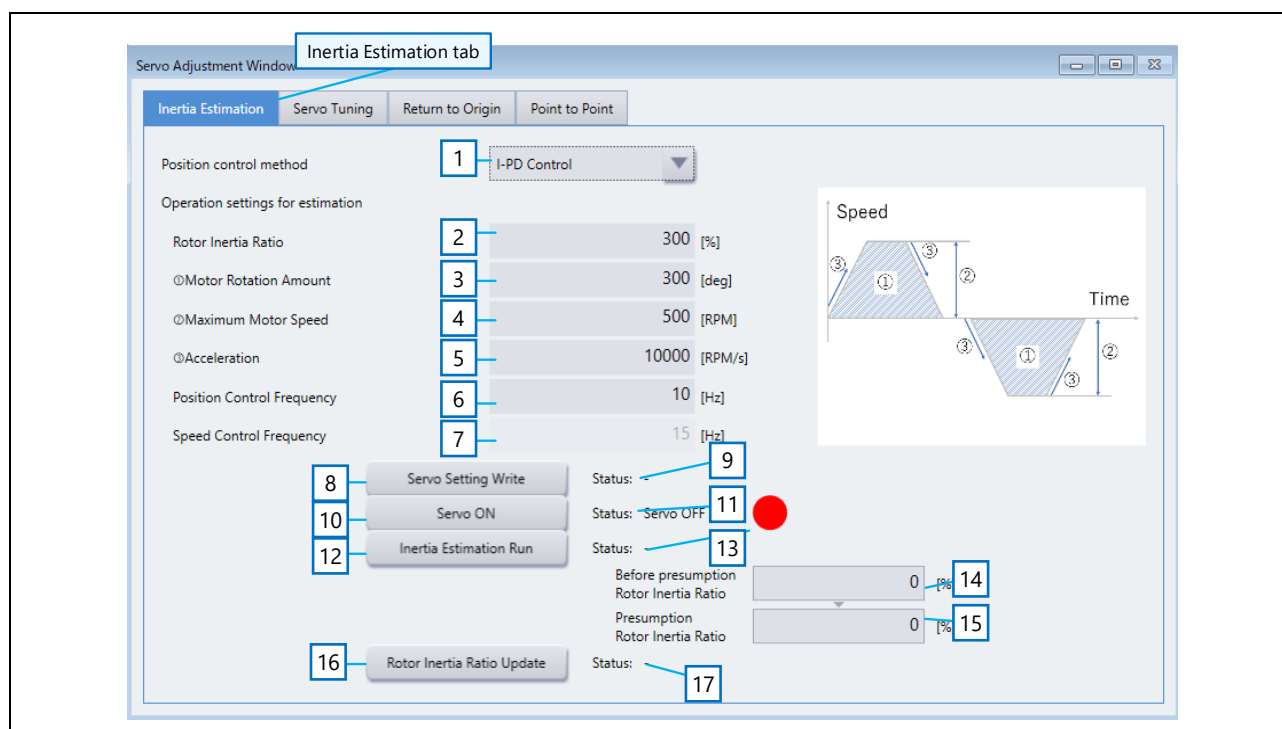 Inertia Estimation tab
Servo Adjustment Window
Inertia Estimation Servo Tuning Return to Origin Point to Point
Position control method 1 I-PD Control
Operation settings for estimation
Rotor Inertia Ratio 2 300 [%]
①Motor Rotation Amount 3 300 [deg]
②Maximum Motor Speed 4 500 [RPM]
③Acceleration 5 10000 [RPM/s]
Position Control Frequency 6 10 [Hz]
Speed Control Frequency 7 15 [Hz]
Speed
③ ① ③ ②
Time
③ ① ③ ②
8 Servo Setting Write Status: - 9
10 Servo ON Status: Servo OFF 11
12 Inertia Estimation Run Status: - 13
Before presumption
Rotor Inertia Ratio 0 [% 14
Presumption
Rotor Inertia Ratio 0 [% 15
16 Rotor Inertia Ratio Update Status: - 17